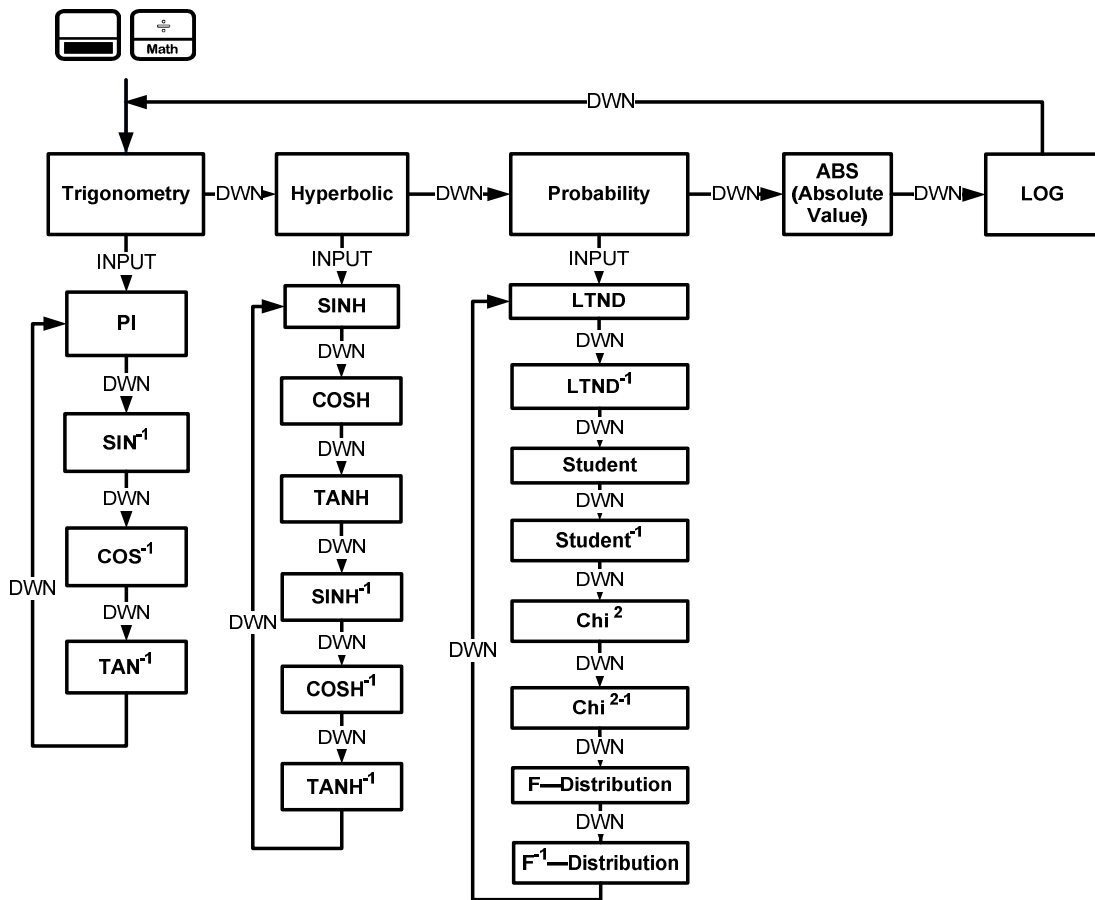 ÷
Math
DWN
Trigonometry
DWN
Hyperbolic
DWN
Probability
DWN
ABS
(Absolute
Value)
DWN
LOG
INPUT
PI
DWN
SIN-1
DWN
COS-1
DWN
TAN-1
DWN
INPUT
SINH
DWN
COSH
DWN
TANH
DWN
SINH-1
DWN
COSH-1
DWN
TANH-1
DWN
INPUT
LTND
DWN
LTND-1
DWN
Student
DWN
Student-1
DWN
Chi 2
DWN
Chi 2-1
DWN
F—Distribution
DWN
F-1—Distribution
DWN